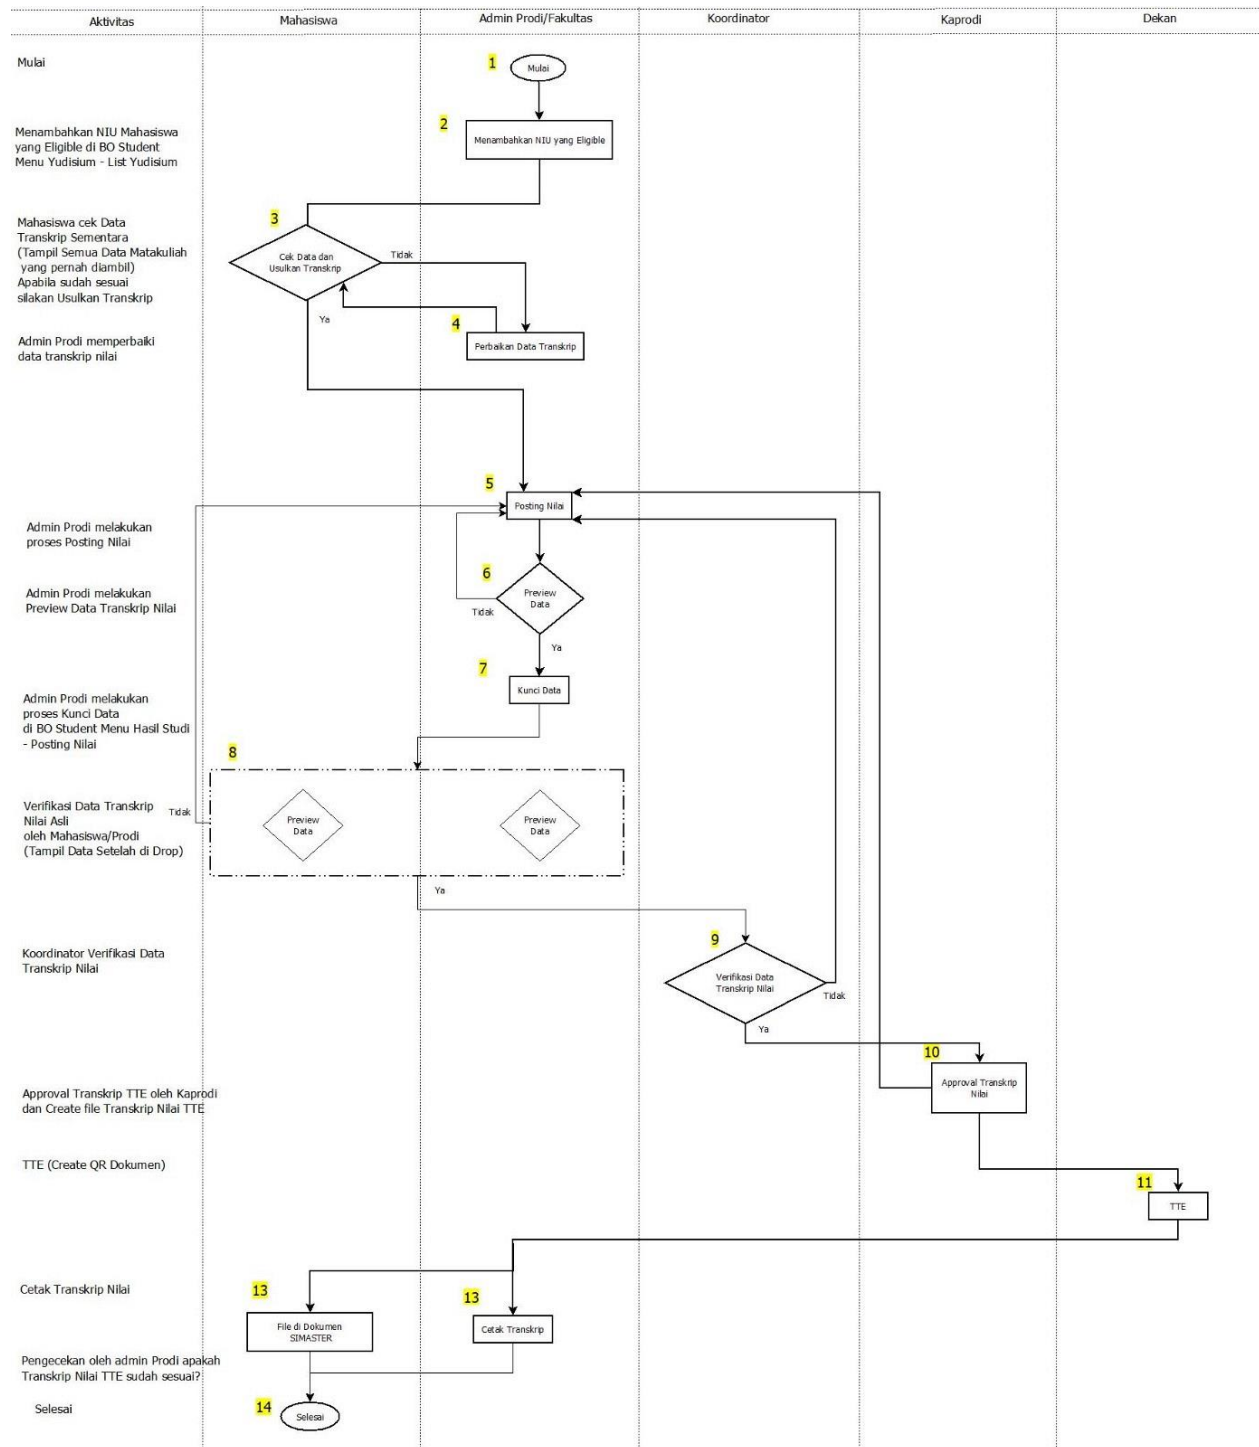 Aktivitas
Mahasiswa
Admin Prodi/Fakultas
Koordinator
Kaprodi
Dekan
Mulai
1
Mulai
Menambahkan NIU Mahasiswa
yang Eligible di BO Student
Menu Yudisium - List Yudisium
2
Menambahkan NIU yang Eligible
Mahasiswa cek Data
Transkrip Sementara
(Tampil Semua Data Matakuliah
yang pernah diambil)
Apabila sudah sesuai
silakan Usulkan Transkrip
3
Cek Data dan
Usulkan Transkrip
Tidak
Ya
Admin Prodi memperbaiki
data transkrip nilai
4
Perbaikan Data Transkrip
5
Posting Nilai
Admin Prodi melakukan
proses Posting Nilai
Admin Prodi melakukan
Preview Data Transkrip Nilai
6
Preview
Data
Tidak
Ya
7
Kunci Data
Admin Prodi melakukan
proses Kunci Data
di BO Student Menu Hasil Studi
- Posting Nilai
8
Verifikasi Data Transkrip
Nilai Asli
oleh Mahasiswa/Prodi
(Tampil Data Setelah di Drop)
Tidak
Preview
Data
Preview
Data
Ya
Koordinator Verifikasi Data
Transkrip Nilai
9
Verifikasi Data
Transkrip Nilai
Tidak
Ya
10
Approval Transkrip
Nilai
Approval Transkrip TTE oleh Kaprodi
dan Create file Transkrip Nilai TTE
TTE (Create QR Dokumen)
11
TTE
Cetak Transkrip Nilai
13
File di Dokumen
SIMASTER
13
Cetak Transkrip
Pengecekan oleh admin Prodi apakah
Transkrip Nilai TTE sudah sesuai?
Selesai
14
Selesai